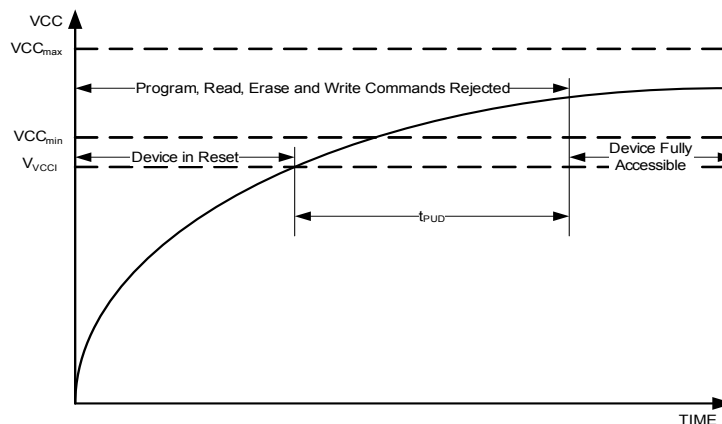 VCC
VCCmax
Program, Read, Erase and Write Commands Rejected
VCCmin
Device in Reset
Device Fully
Accessible
VVCCI
tPUD
TIME